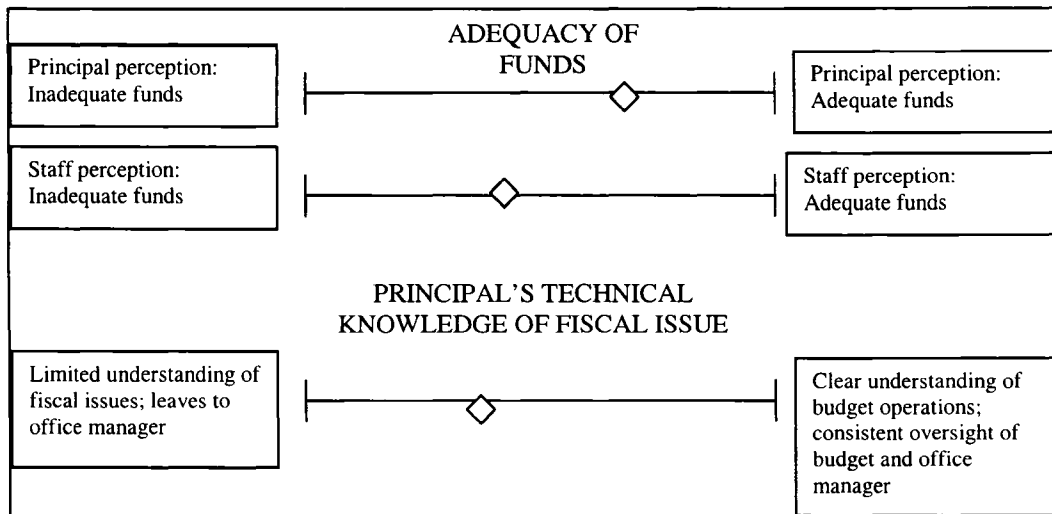 ADEQUACY OF
FUNDS
Principal perception:
Inadequate funds
Principal perception:
Adequate funds
Staff perception:
Inadequate funds
Staff perception:
Adequate funds
PRINCIPAL'S TECHNICAL
KNOWLEDGE OF FISCAL ISSUE
Limited understanding of
fiscal issues; leaves to
office manager
Clear understanding of
budget operations;
consistent oversight of
budget and office
manager